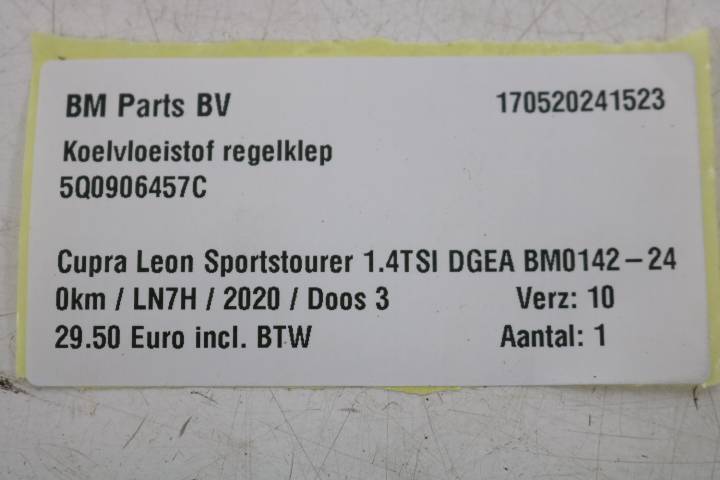 BM Parts BV 170520241523
Koelvloeistof regelklep
5Q0906457C
Cupra Leon Sportstourer 1.4TSI DGEA BM0142-24
0km / LN7H / 2020 / Doos 3 Verz: 10
29.50 Euro incl. BTW Aantal: 1